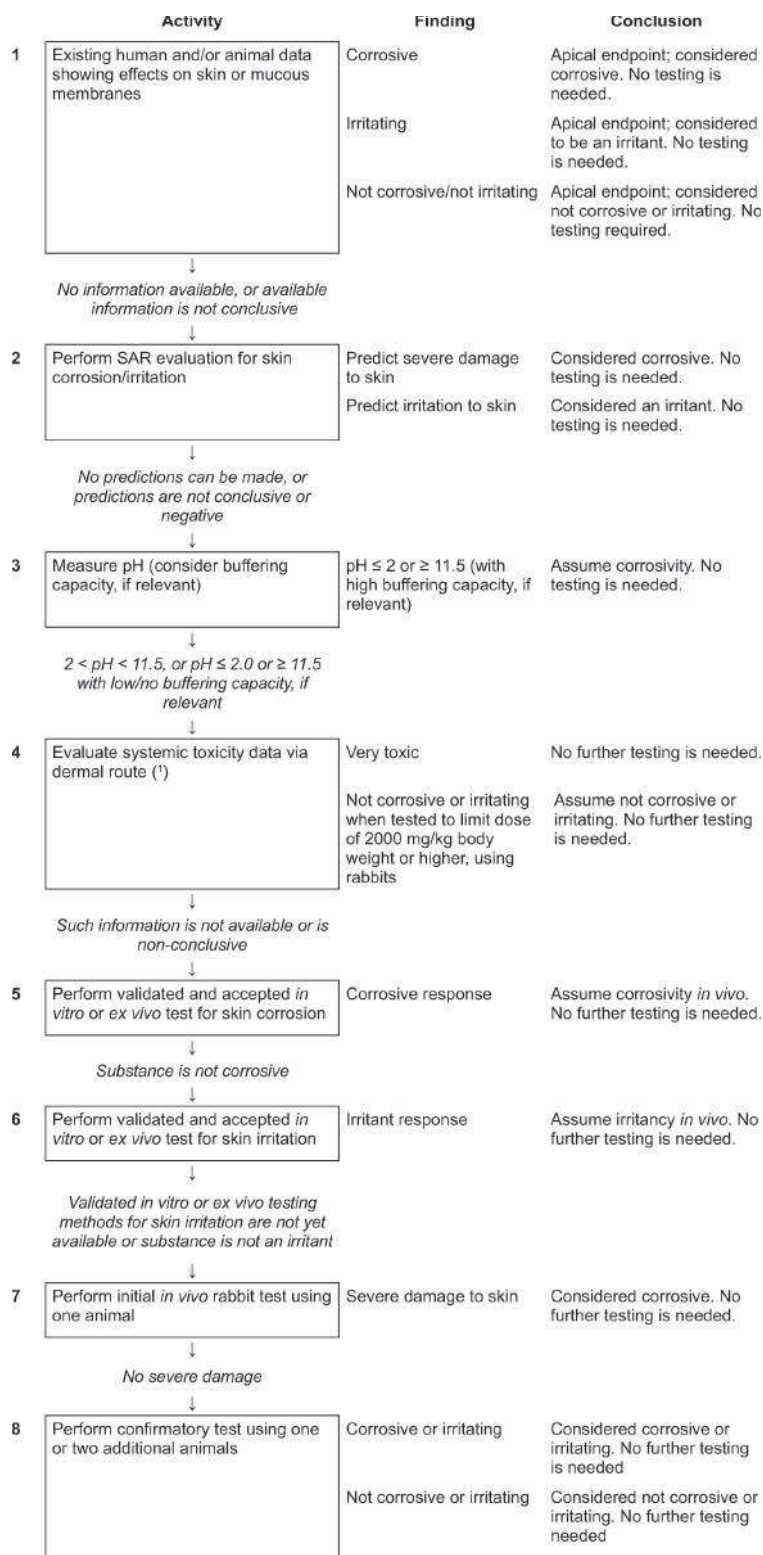 Activity Finding Conclusion
1 Existing human and/or animal data showing effects on skin or mucous membranes
Corrosive
Apical endpoint; considered corrosive. No testing is needed.
Irritating
Apical endpoint; considered to be an irritant. No testing is needed.
Not corrosive/not irritating
Apical endpoint; considered not corrosive or irritating. No testing required.
↓
No information available, or available
information is not conclusive
↓
2 Perform SAR evaluation for skin
corrosion/irritation
Predict severe damage
to skin
Considered corrosive. No
testing is needed.
Predict irritation to skin
Considered an irritant. No
testing is needed.
↓
No predictions can be made, or
predictions are not conclusive or
negative
↓
3 Measure pH (consider buffering
capacity, if relevant)
pH ≤ 2 or ≥ 11.5 (with
high buffering capacity, if
relevant)
Assume corrosivity. No
testing is needed.
↓
2 < pH < 11.5, or pH ≤ 2.0 or ≥ 11.5
with low/no buffering capacity, if
relevant
↓
4 Evaluate systemic toxicity data via
dermal route (¹)
Very toxic
No further testing is needed.
Not corrosive or irritating
when tested to limit dose
of 2000 mg/kg body
weight or higher, using
rabbits
Assume not corrosive or
irritating. No further testing
is needed.
↓
Such information is not available or is
non-conclusive
↓
5 Perform validated and accepted in
vitro or ex vivo test for skin corrosion
Corrosive response
Assume corrosivity in vivo.
No further testing is needed.
↓
Substance is not corrosive
↓
6 Perform validated and accepted in
vitro or ex vivo test for skin irritation
Irritant response
Assume irritancy in vivo. No
further testing is needed.
↓
Validated in vitro or ex vivo testing
methods for skin irritation are not yet
available or substance is not an irritant
↓
7 Perform initial in vivo rabbit test using
one animal
Severe damage to skin
Considered corrosive. No
further testing is needed.
↓
No severe damage
↓
8 Perform confirmatory test using one
or two additional animals
Corrosive or irritating
Considered corrosive or
irritating. No further testing
is needed
Not corrosive or irritating
Considered not corrosive or
irritating. No further testing
needed